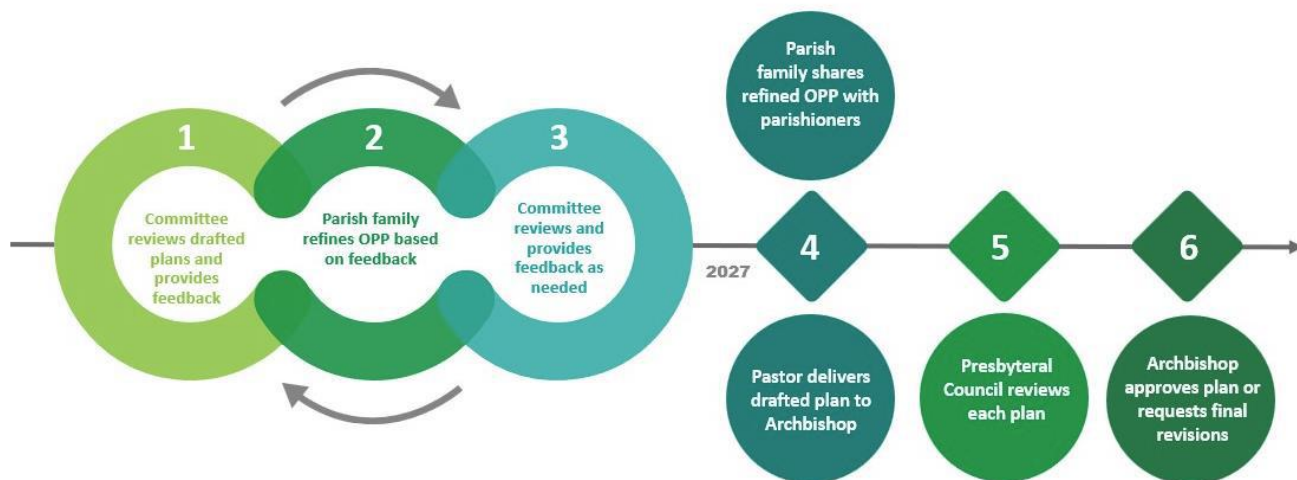 1
Committee
reviews drafted
plans and
provides
feedback
2
Parish family
refines OPP based
on feedback
3
Committee
reviews and
provides
feedback as
needed
2027
Parish
family shares
refined OPP with
parishioners
4
Pastor delivers
drafted plan to
Archbishop
5
Presbyteral
Council reviews
each plan
6
Archbishop
approves plan or
requests final
revisions